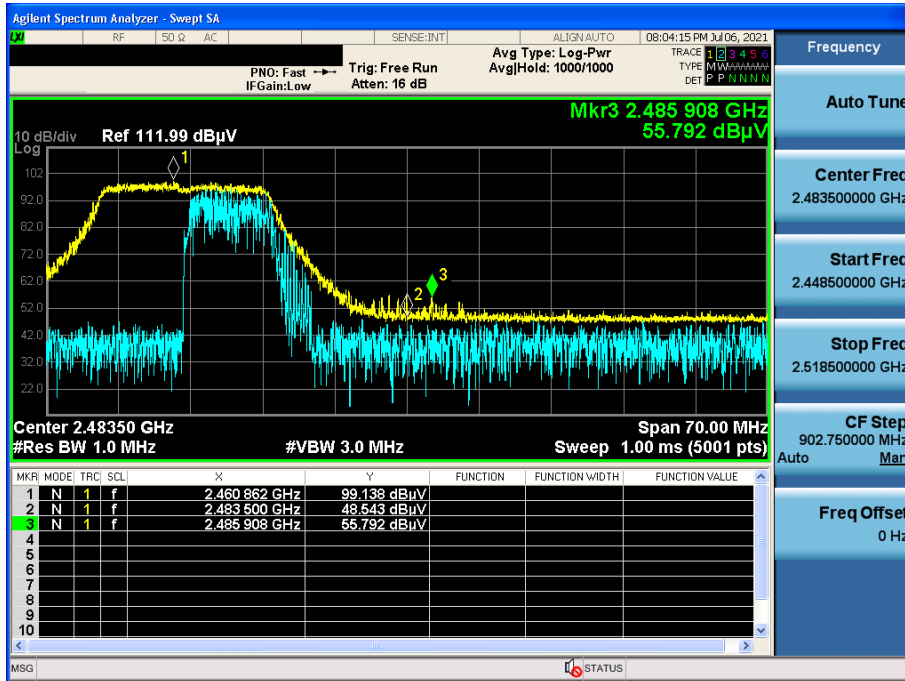 Agilent Spectrum Analyzer - Swept SA
LXI RF 50 Ω AC SENSE:INT ALIGNAUTO 08:04:15 PM Jul 06, 2021
Frequency
PNO: Fast
IFGain:Low
Trig: Free Run
Atten: 16 dB
Avg Type: Log-Pwr
Avg|Hold: 1000/1000
TRACE 1 2 3 4 5 6
TYPE MWWWWW
DET P P N N N N
Auto Tune
Mkr3 2.485 908 GHz
55.792 dBµV
10 dB/div Ref 111.99 dBµV
Log
102
92.0
82.0
72.0
62.0
52.0
42.0
32.0
22.0
1
2
3
Center Freq
2.483500000 GHz
Start Freq
2.448500000 GHz
Stop Freq
2.518500000 GHz
CF Step
902.750000 MHz
Auto Man
Freq Offset
0 Hz
Center 2.48350 GHz Span 70.00 MHz
#Res BW 1.0 MHz #VBW 3.0 MHz Sweep 1.00 ms (5001 pts)
MKR MODE TRC SCL X Y FUNCTION FUNCTION WIDTH FUNCTION VALUE
1 N 1 f 2.460 862 GHz 99.138 dBµV
2 N 1 f 2.483 500 GHz 48.543 dBµV
3 N 1 f 2.485 908 GHz 55.792 dBµV
4
5
6
7
8
9
10
MSG STATUS